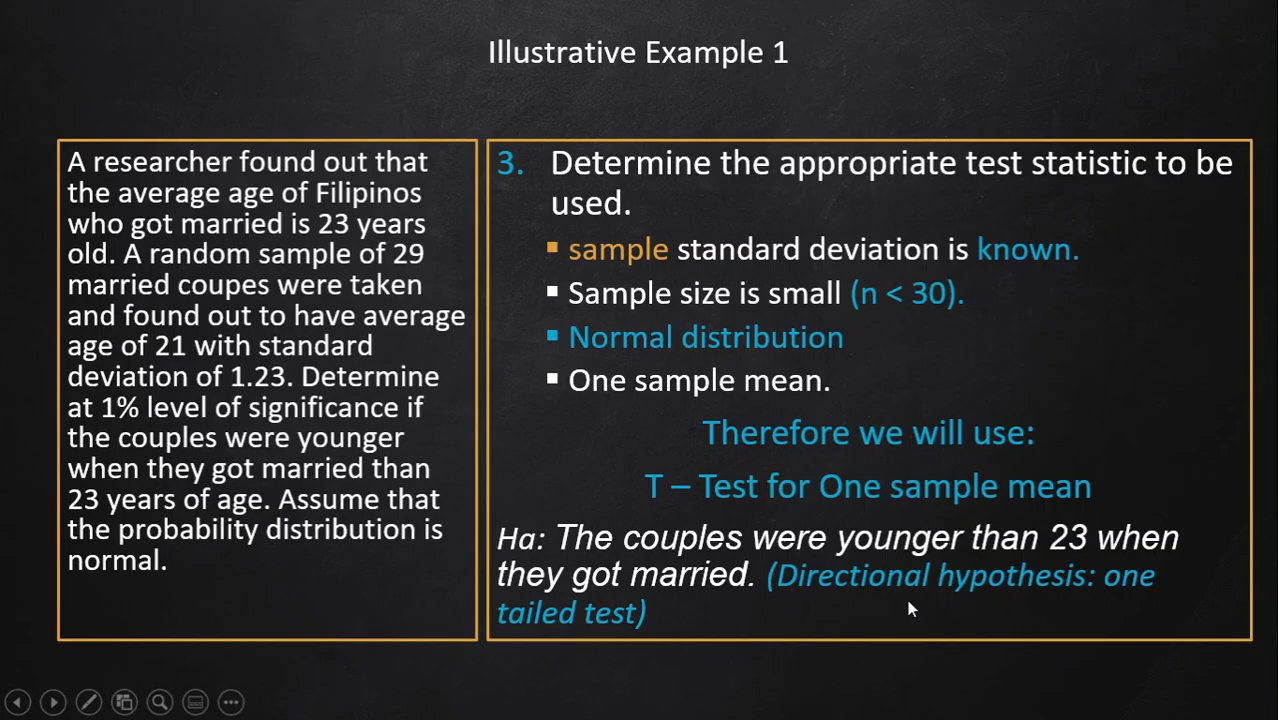 Illustrative Example 1
A researcher found out that
the average age of Filipinos
who got married is 23 years
old. A random sample of 29
married coupes were taken
and found out to have average
age of 21 with standard
deviation of 1.23. Determine
at 1% level of significance if
the couples were younger
when they got married than
23 years of age. Assume that
the probability distribution is
normal.
3. Determine the appropriate test statistic to be
used.
▪ sample standard deviation is known.
▪ Sample size is small (n < 30).
▪ Normal distribution
▪ One sample mean.
Therefore we will use:
T – Test for One sample mean
Ha: The couples were younger than 23 when
they got married. (Directional hypothesis: one
tailed test)